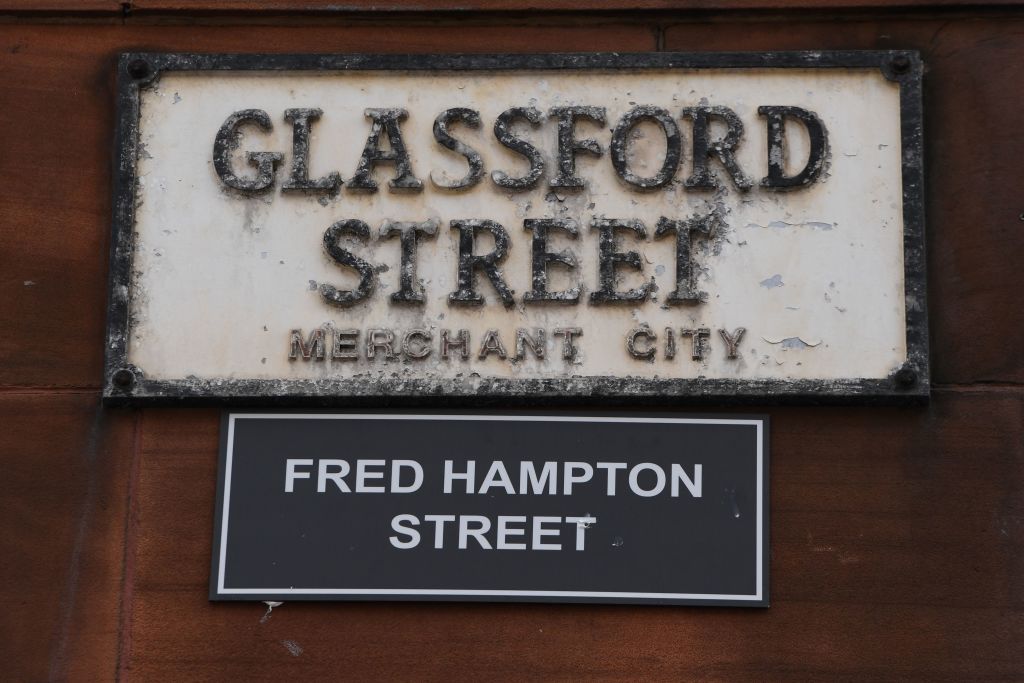 GLASSFORD
STREET
MERCHANT CITY
FRED HAMPTON
STREET